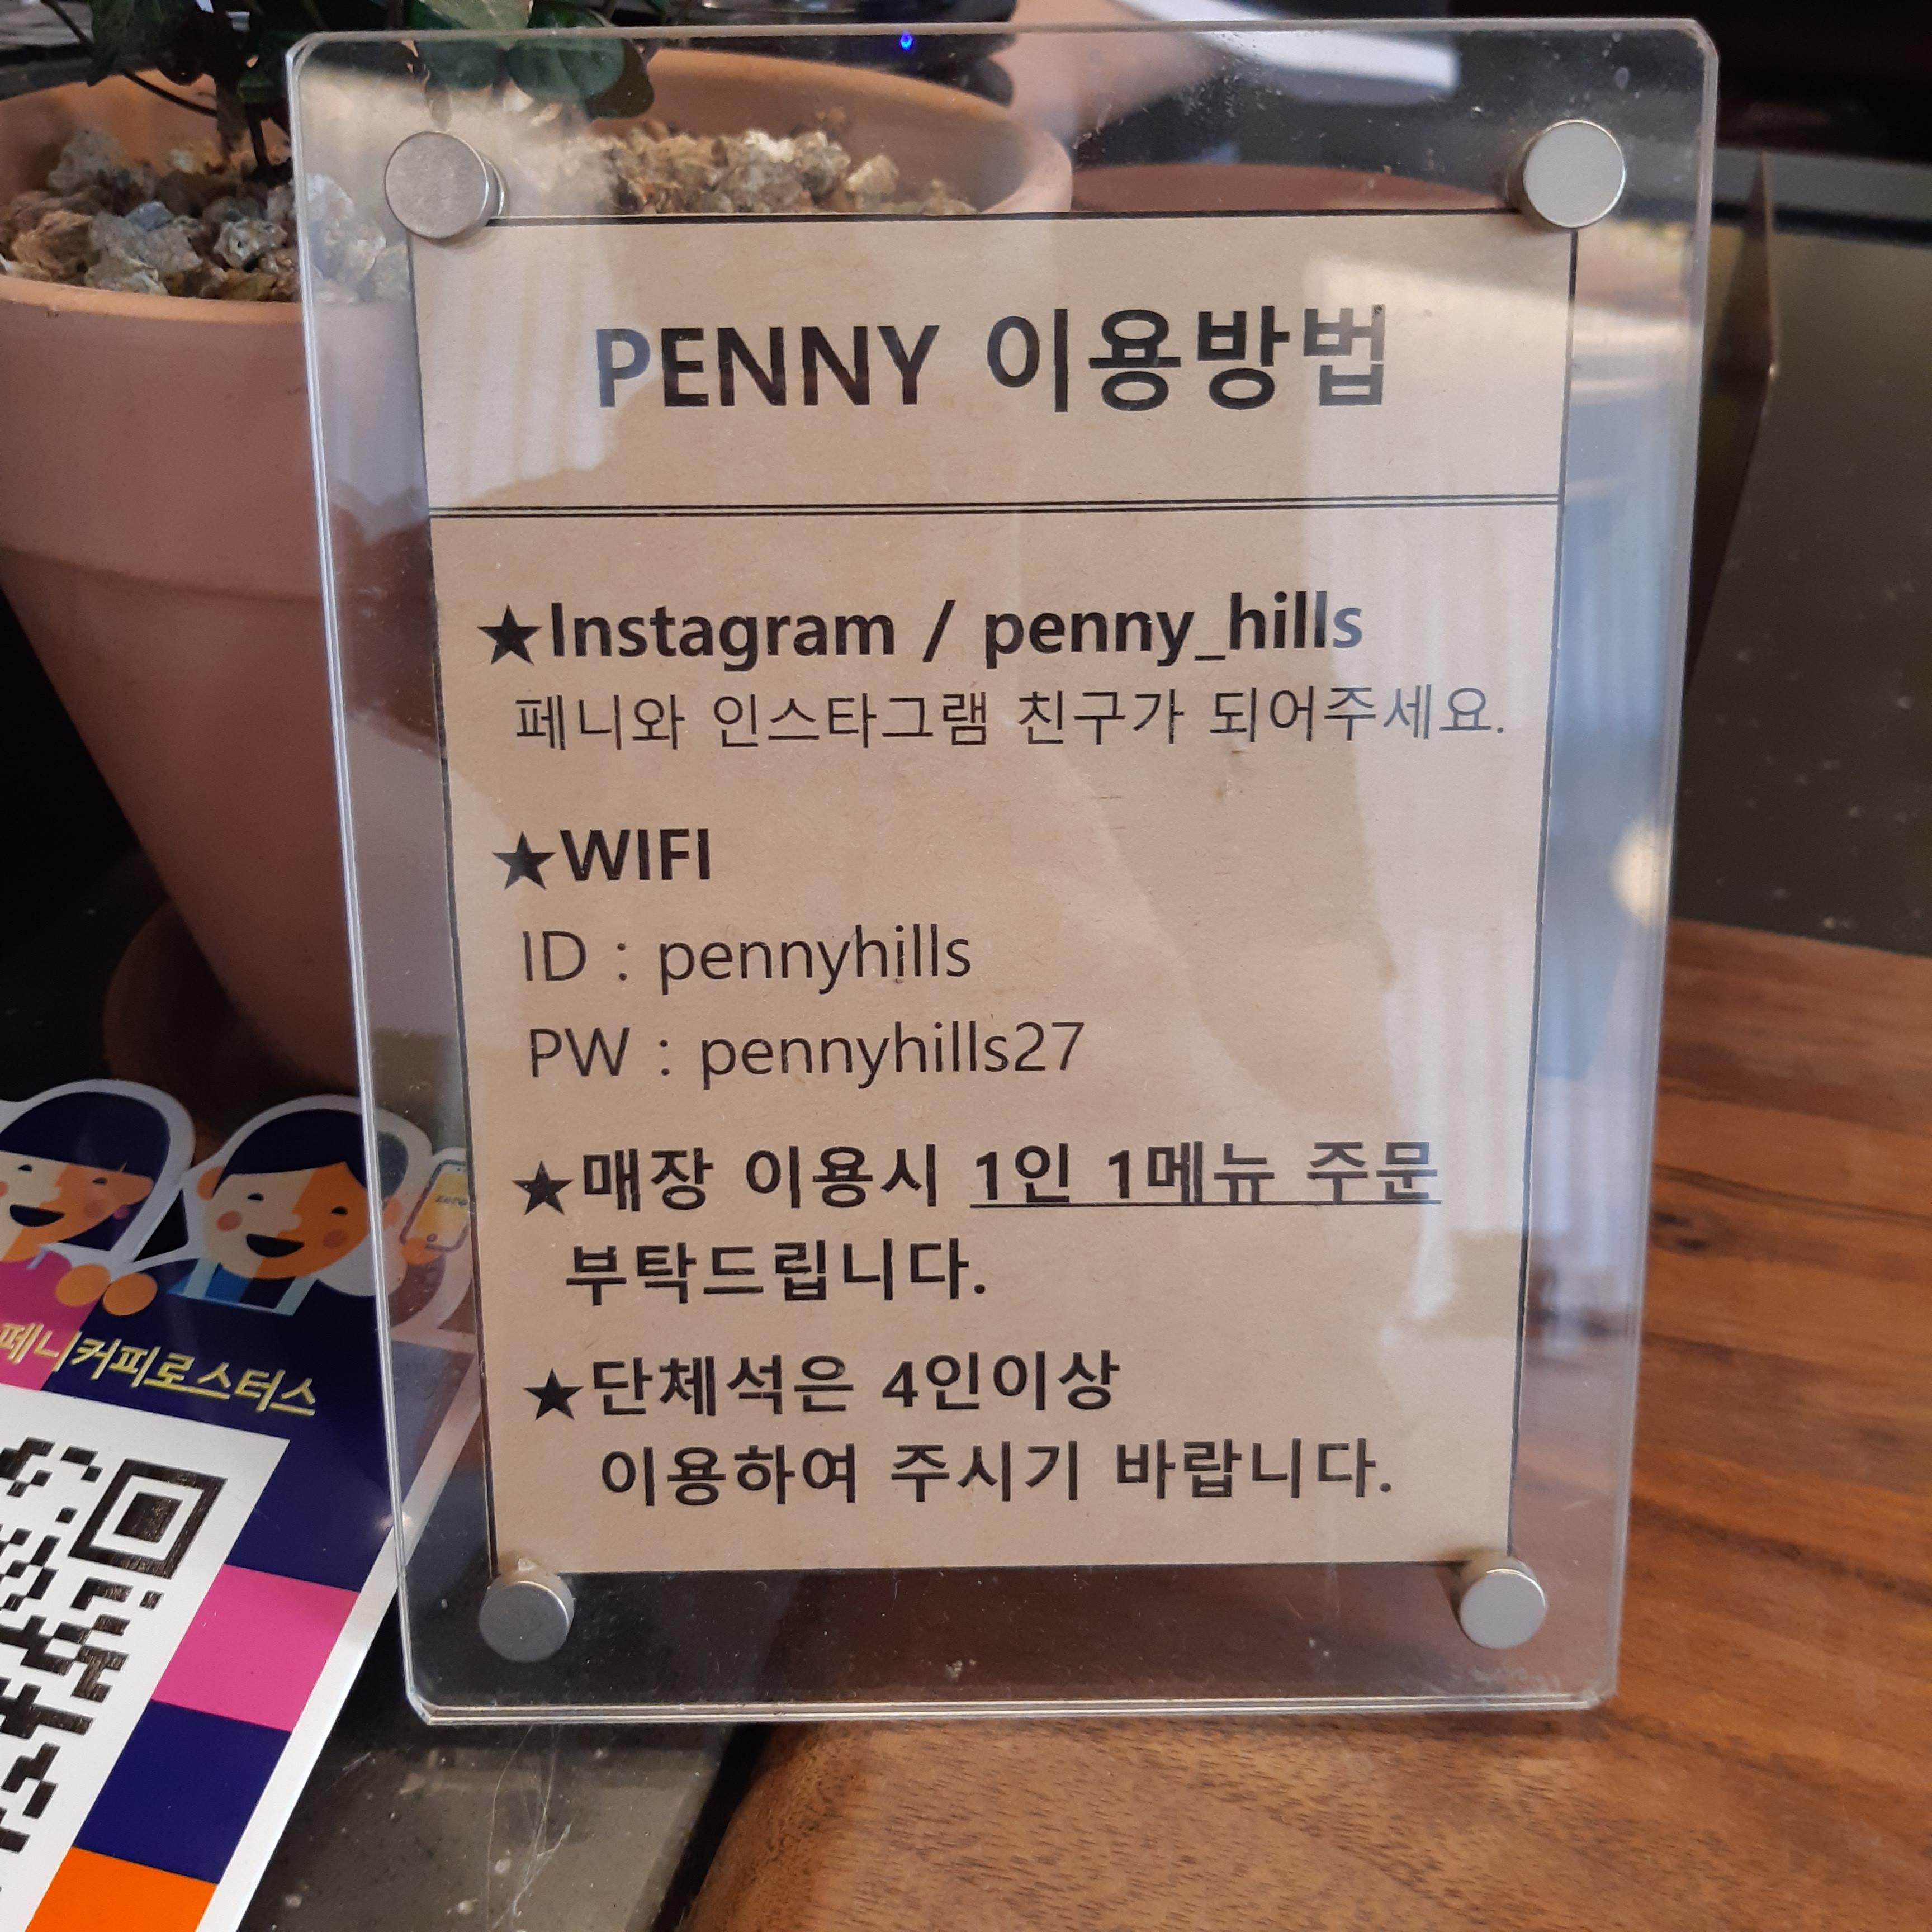 PENNY 이용방법
★Instagram / penny_hills
페니와 인스타그램 친구가 되어주세요.
★WIFI
ID : pennyhills
PW : pennyhills27
★매장 이용시 1인 1메뉴 주문
부탁드립니다.
★단체석은 4인이상
이용하여 주시기 바랍니다.
zero
페니커피로스터스